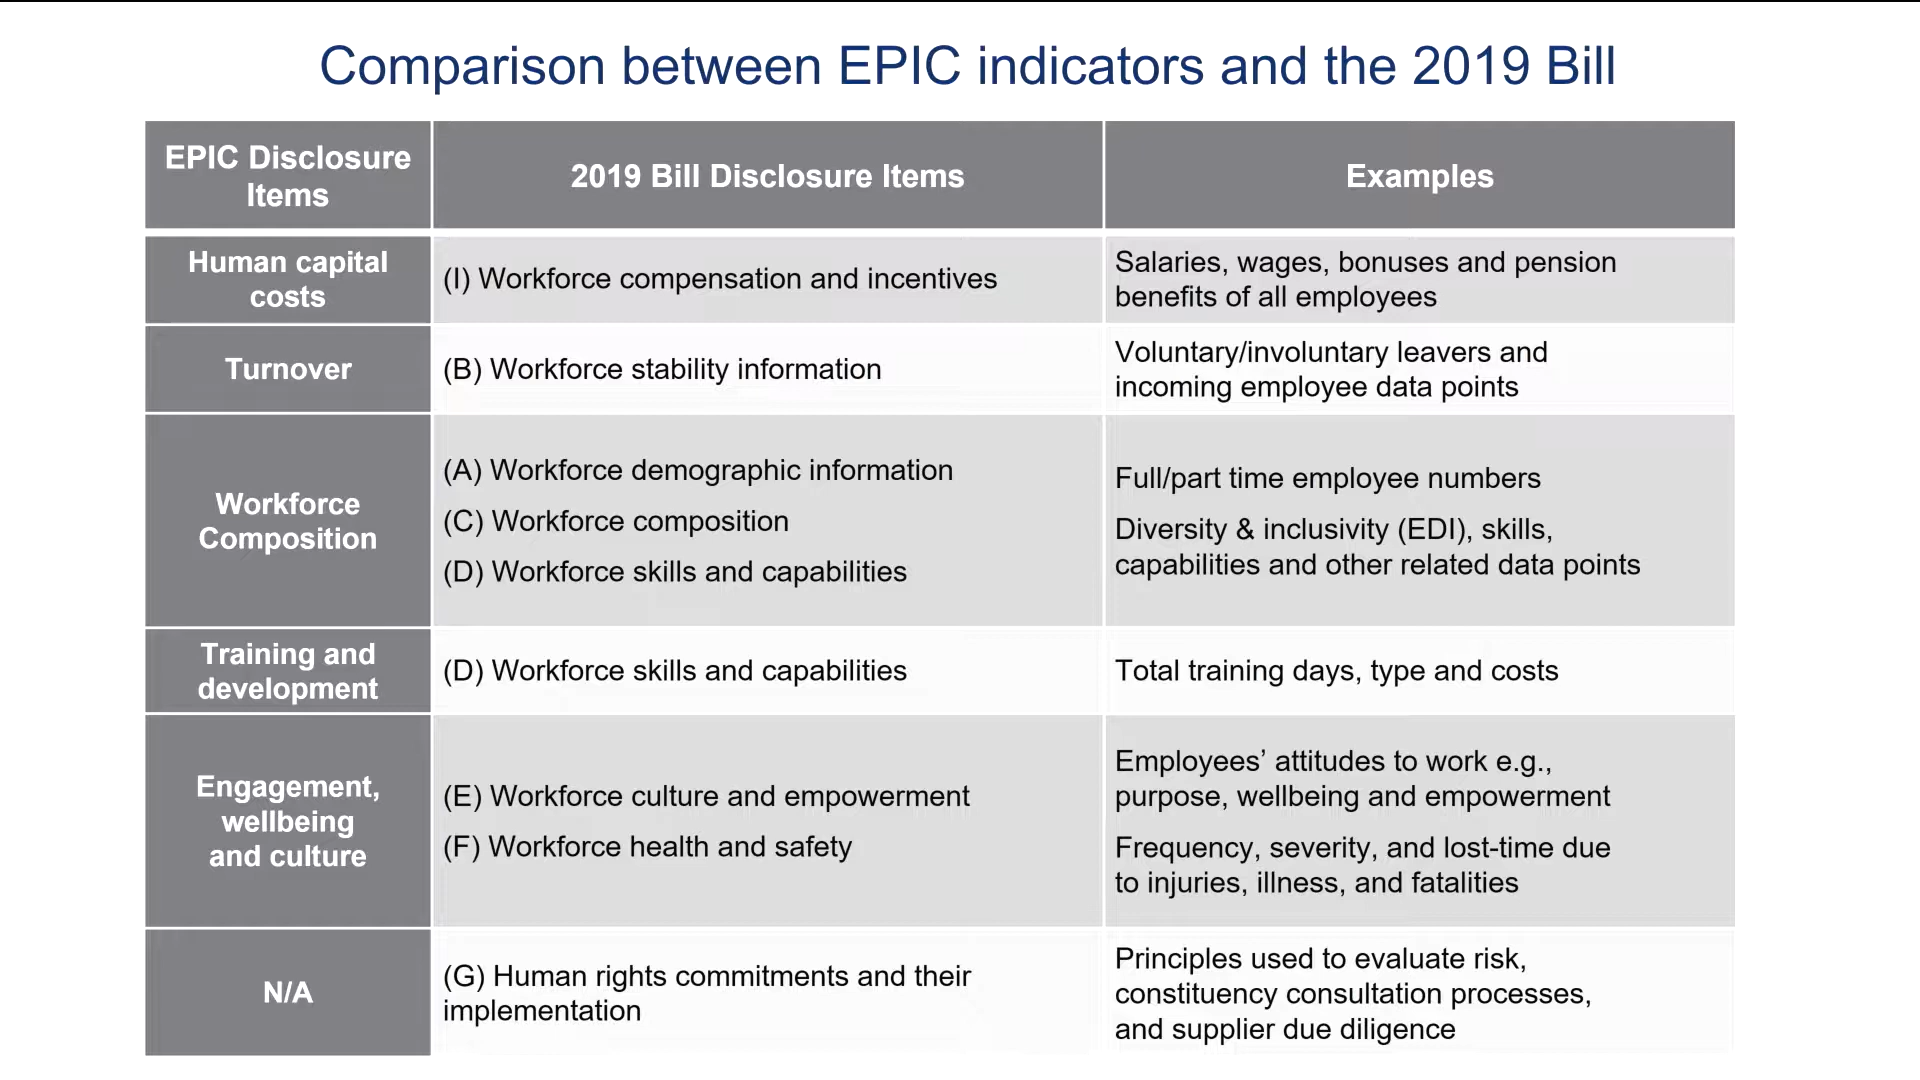 Comparison between EPIC indicators and the 2019 Bill
EPIC Disclosure
Items
2019 Bill Disclosure Items
Examples
Human capital
costs
(I) Workforce compensation and incentives
Salaries, wages, bonuses and pension
benefits of all employees
Turnover
(B) Workforce stability information
Voluntary/involuntary leavers and
incoming employee data points
Workforce
Composition
(A) Workforce demographic information
(C) Workforce composition
(D) Workforce skills and capabilities
Full/part time employee numbers
Diversity & inclusivity (EDI), skills,
capabilities and other related data points
Training and
development
(D) Workforce skills and capabilities
Total training days, type and costs
Engagement,
wellbeing
and culture
(E) Workforce culture and empowerment
(F) Workforce health and safety
Employees’ attitudes to work e.g.,
purpose, wellbeing and empowerment
Frequency, severity, and lost-time due
to injuries, illness, and fatalities
N/A
(G) Human rights commitments and their
implementation
Principles used to evaluate risk,
constituency consultation processes,
and supplier due diligence